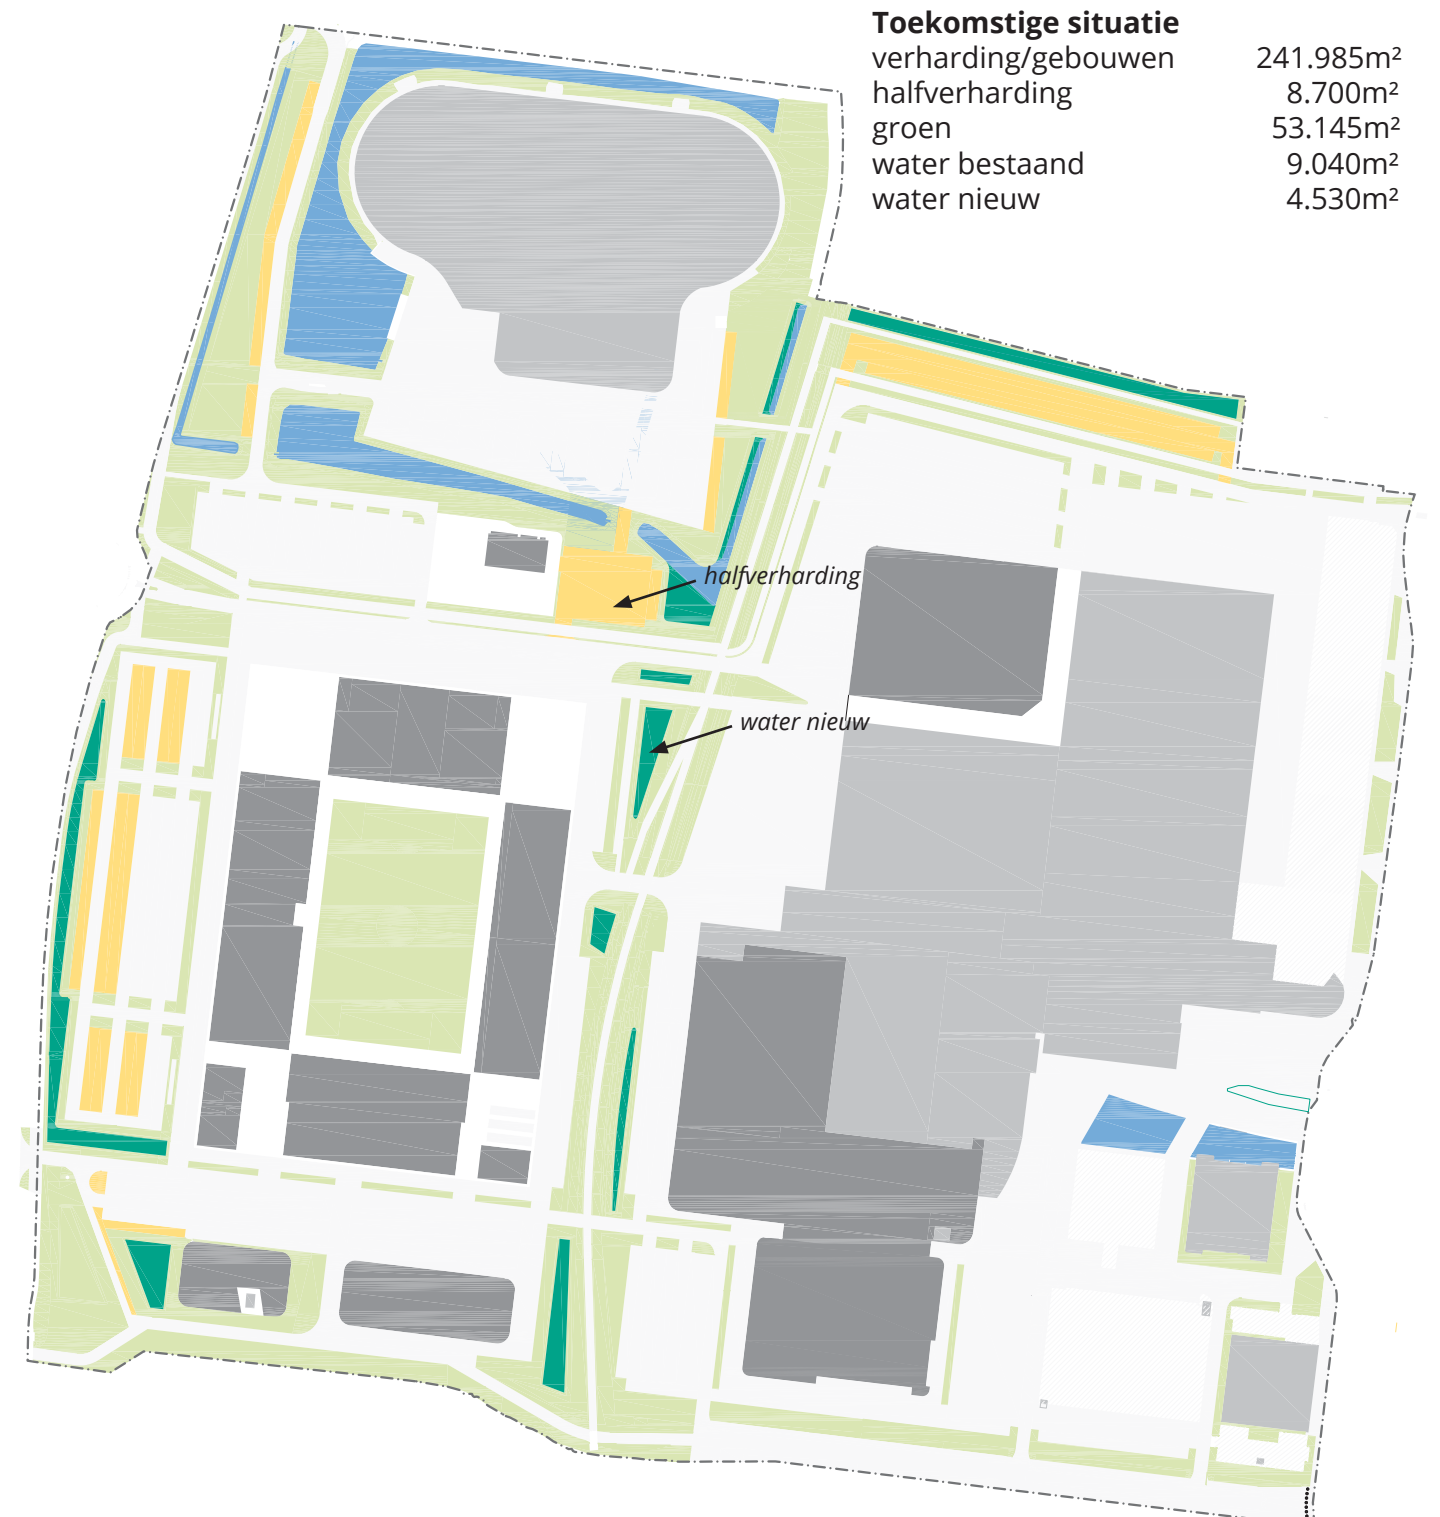 Toekomstige situatie
verharding/gebouwen 241.985m²
halfverharding 8.700m²
groen 53.145m²
water bestaand 9.040m²
water nieuw 4.530m²
halfverharding
water nieuw